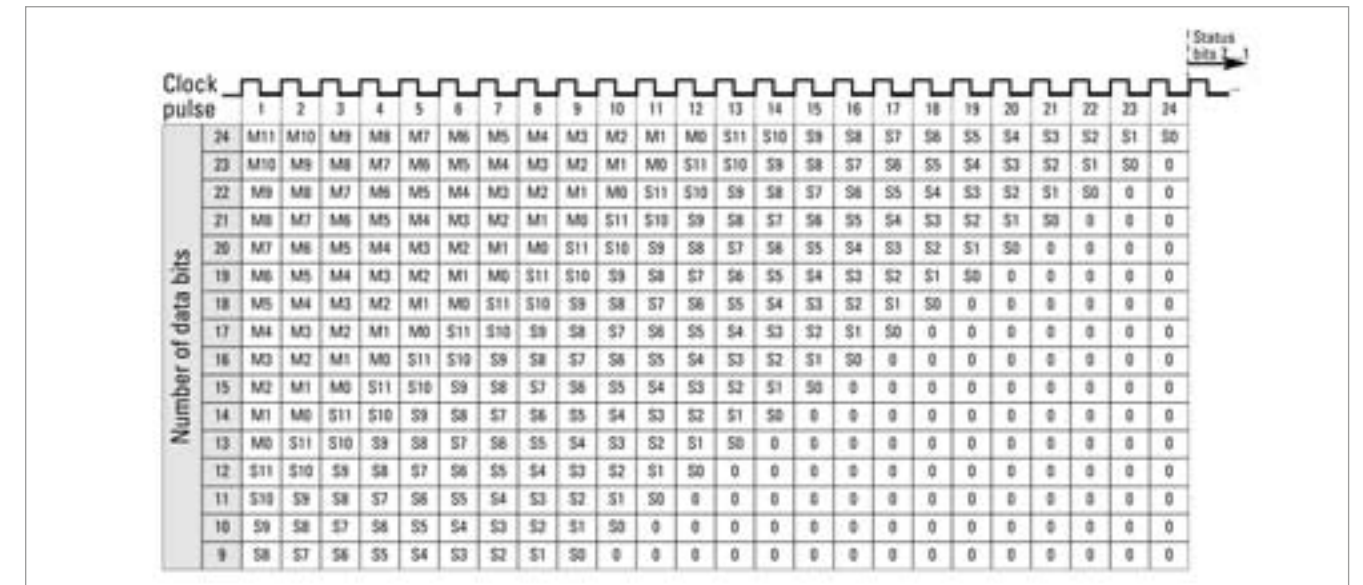 Status
bits 7...1
Clock
pulse
1 2 3 4 5 6 7 8 9 10 11 12 13 14 15 16 17 18 19 20 21 22 23 24
Number of data bits
24 M11 M10 M9 M8 M7 M6 M5 M4 M3 M2 M1 M0 S11 S10 S9 S8 S7 S6 S5 S4 S3 S2 S1 S0
23 M10 M9 M8 M7 M6 M5 M4 M3 M2 M1 M0 S11 S10 S9 S8 S7 S6 S5 S4 S3 S2 S1 S0 0
22 M9 M8 M7 M6 M5 M4 M3 M2 M1 M0 S11 S10 S9 S8 S7 S6 S5 S4 S3 S2 S1 S0 0 0
21 M8 M7 M6 M5 M4 M3 M2 M1 M0 S11 S10 S9 S8 S7 S6 S5 S4 S3 S2 S1 S0 0 0 0
20 M7 M6 M5 M4 M3 M2 M1 M0 S11 S10 S9 S8 S7 S6 S5 S4 S3 S2 S1 S0 0 0 0 0
19 M6 M5 M4 M3 M2 M1 M0 S11 S10 S9 S8 S7 S6 S5 S4 S3 S2 S1 S0 0 0 0 0 0
18 M5 M4 M3 M2 M1 M0 S11 S10 S9 S8 S7 S6 S5 S4 S3 S2 S1 S0 0 0 0 0 0 0
17 M4 M3 M2 M1 M0 S11 S10 S9 S8 S7 S6 S5 S4 S3 S2 S1 S0 0 0 0 0 0 0 0
16 M3 M2 M1 M0 S11 S10 S9 S8 S7 S6 S5 S4 S3 S2 S1 S0 0 0 0 0 0 0 0 0
15 M2 M1 M0 S11 S10 S9 S8 S7 S6 S5 S4 S3 S2 S1 S0 0 0 0 0 0 0 0 0 0
14 M1 M0 S11 S10 S9 S8 S7 S6 S5 S4 S3 S2 S1 S0 0 0 0 0 0 0 0 0 0 0
13 M0 S11 S10 S9 S8 S7 S6 S5 S4 S3 S2 S1 S0 0 0 0 0 0 0 0 0 0 0 0
12 S11 S10 S9 S8 S7 S6 S5 S4 S3 S2 S1 S0 0 0 0 0 0 0 0 0 0 0 0 0
11 S10 S9 S8 S7 S6 S5 S4 S3 S2 S1 S0 0 0 0 0 0 0 0 0 0 0 0 0 0
10 S9 S8 S7 S6 S5 S4 S3 S2 S1 S0 0 0 0 0 0 0 0 0 0 0 0 0 0 0
9 S8 S7 S6 S5 S4 S3 S2 S1 S0 0 0 0 0 0 0 0 0 0 0 0 0 0 0 0